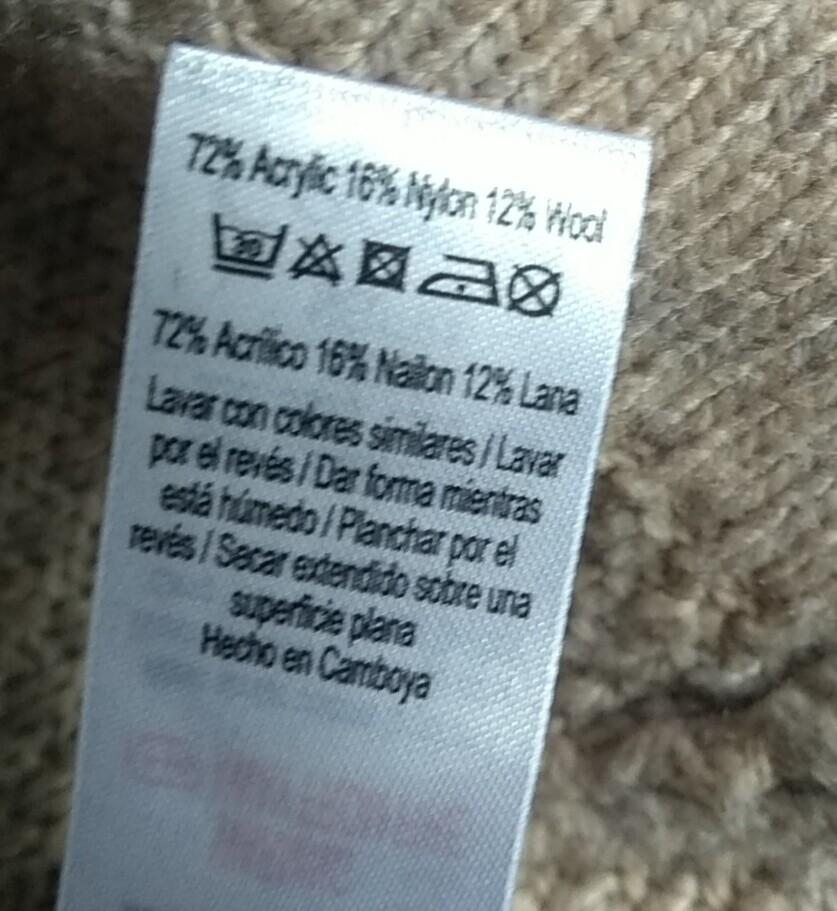 72% Acrylic 16% Nylon 12% Wool
30
72% Acrílico 16% Nailon 12% Lana
Lavar con colores similares / Lavar
por el revés / Dar forma mientras
está húmedo / Planchar por el
revés / Secar extendido sobre una
superficie plana
Hecho en Camboya